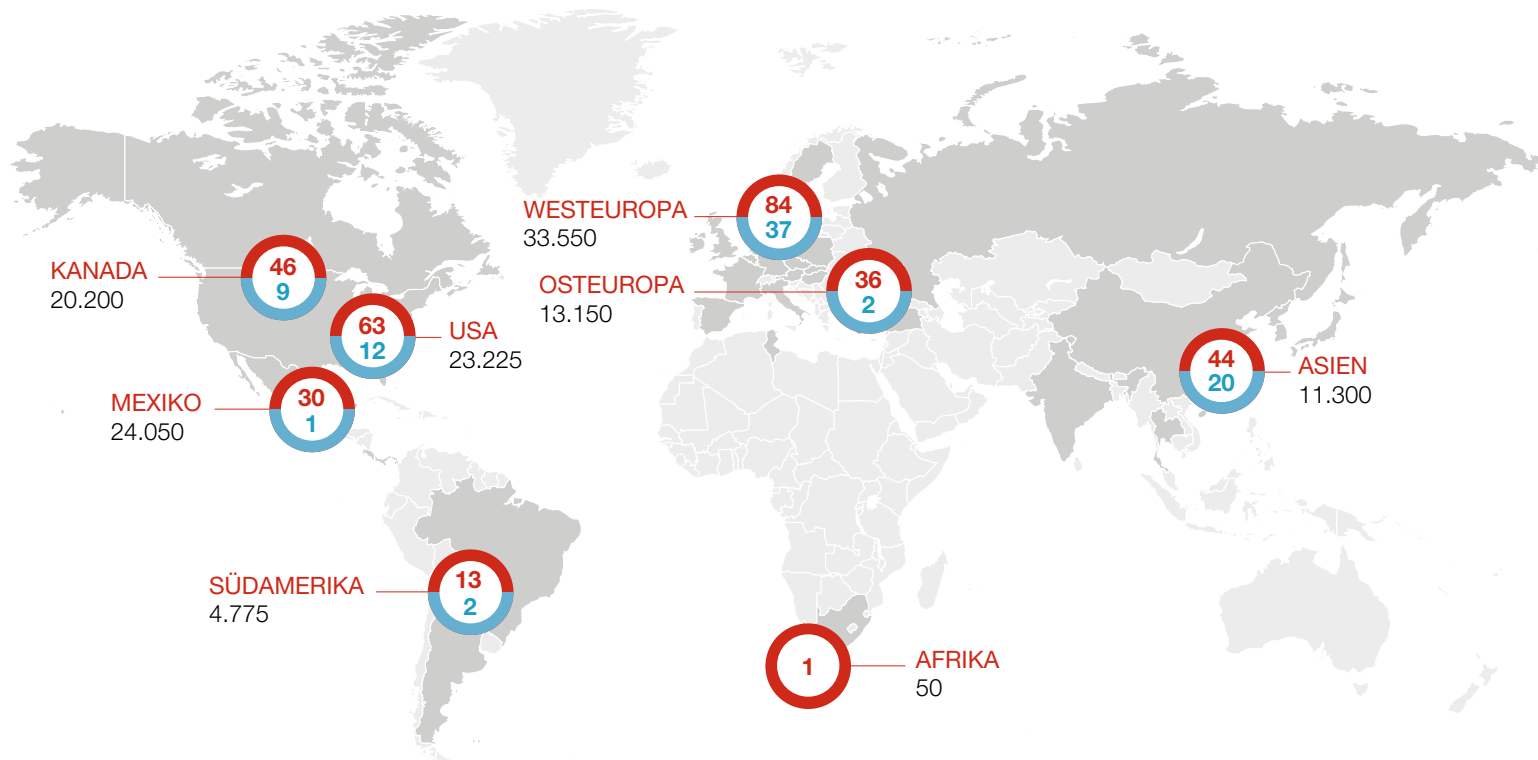 WESTEUROPA
33.550
84
37
KANADA
20.200
46
9
OSTEUROPA
13.150
36
2
63
12
USA
23.225
44
20
ASIEN
11.300
MEXIKO
24.050
30
1
SÜDAMERIKA
4.775
13
2
1
AFRIKA
50